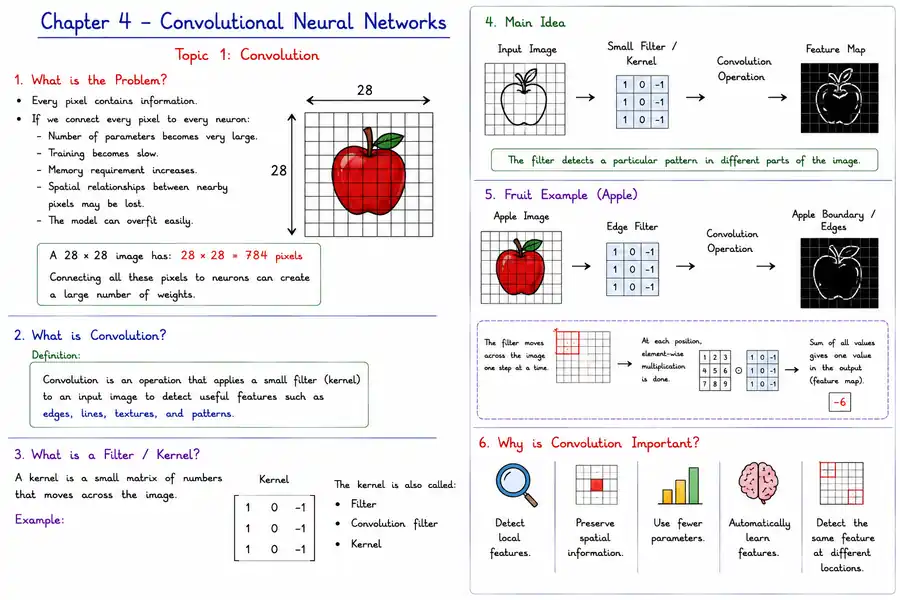 Chapter 4 – Convolutional Neural Networks
Topic 1: Convolution
1. What is the Problem?
• Every pixel contains information.
• If we connect every pixel to every neuron:
– Number of parameters becomes very large.
– Training becomes slow.
– Memory requirement increases.
– Spatial relationships between nearby
pixels may be lost.
– The model can overfit easily.
28
28
A 28 × 28 image has: 28 × 28 = 784 pixels
Connecting all these pixels to neurons can create
a large number of weights.
2. What is Convolution?
Definition:
Convolution is an operation that applies a small filter (kernel)
to an input image to detect useful features such as
edges, lines, textures, and patterns.
3. What is a Filter / Kernel?
A kernel is a small matrix of numbers
that moves across the image.
Example:
Kernel
1 0 -1
1 0 -1
1 0 -1
The kernel is also called:
• Filter
• Convolution filter
• Kernel
4. Main Idea
Input Image
Small Filter /
Kernel
1 0 -1
1 0 -1
1 0 -1
Convolution
Operation
Feature Map
The filter detects a particular pattern in different parts of the image.
5. Fruit Example (Apple)
Apple Image
Edge Filter
1 0 -1
1 0 -1
1 0 -1
Convolution
Operation
Apple Boundary /
Edges
The filter moves
across the image
one step at a time.
At each position,
element-wise
multiplication
is done.
1 2 3
4 5 6
7 8 9
⊙
1 0 -1
1 0 -1
1 0 -1
Sum of all values
gives one value
in the output
(feature map).
-6
6. Why is Convolution Important?
Detect
local
features.
Preserve
spatial
information.
Use fewer
parameters.
Automatically
learn
features.
Detect the
same feature
at different
locations.